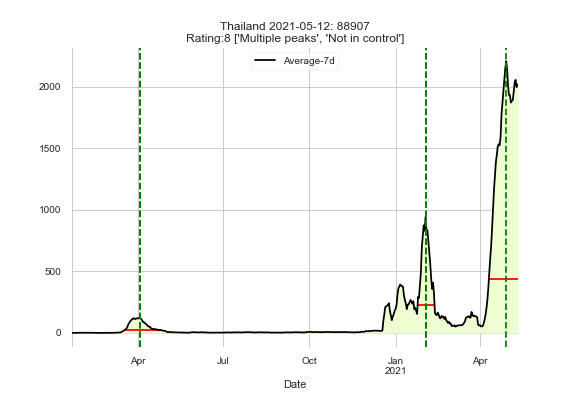 Thailand 2021-05-12: 88907
Rating:8 ['Multiple peaks', 'Not in control']
Average-7d
2000
1500
1000
500
0
Apr
Jul
Oct
Jan
2021
Apr
Date